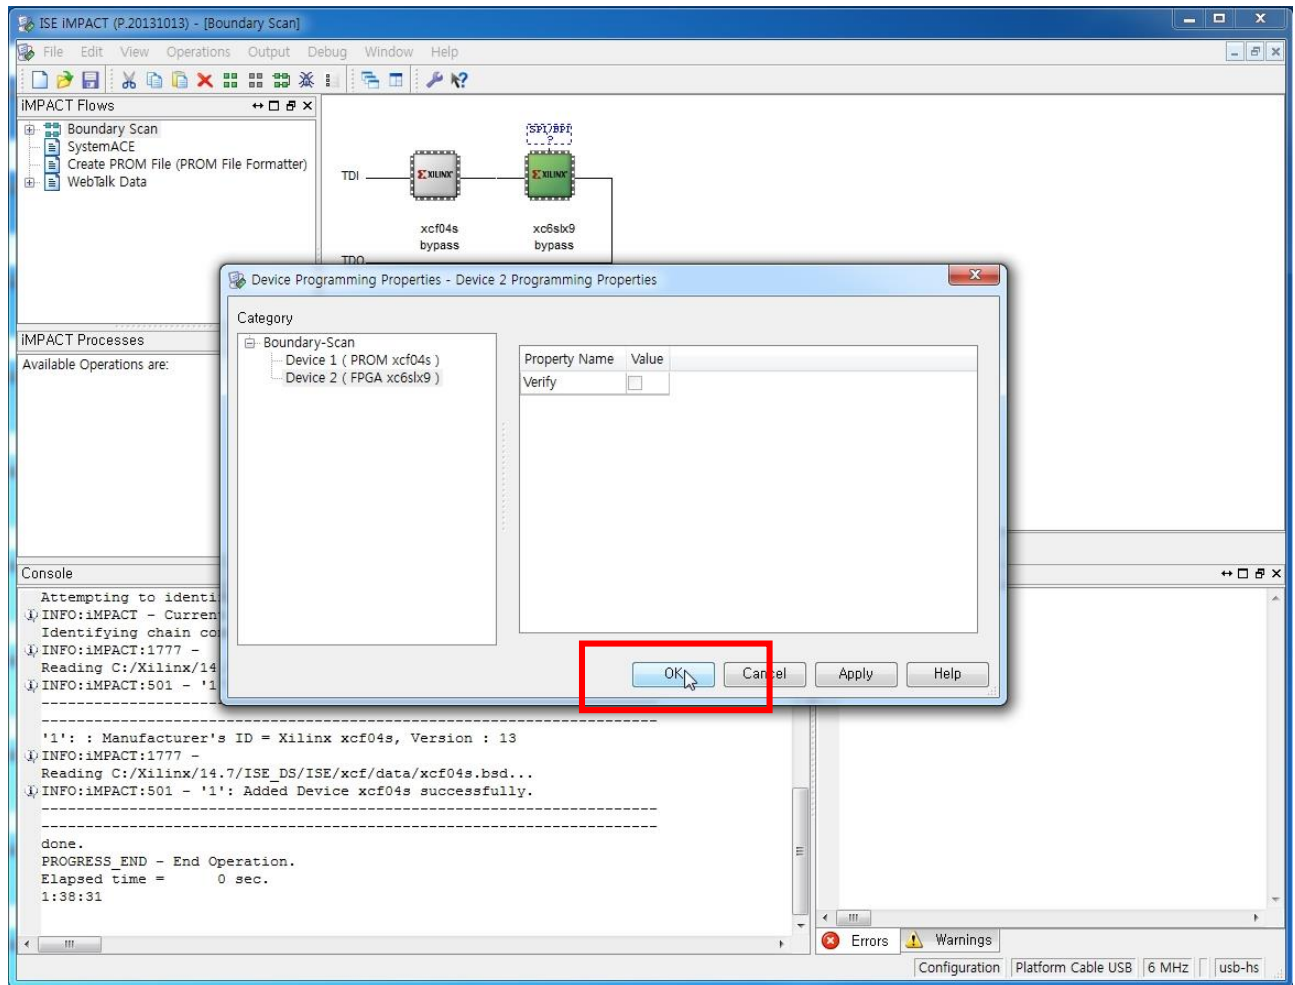 ISE iMPACT (P.20131013) - [Boundary Scan]
File Edit View Operations Output Debug Window Help
iMPACT Flows
Boundary Scan
SystemACE
Create PROM File (PROM File Formatter)
WebTalk Data
SPI/BPI
?
TDI
XILINX
XILINX
xcf04s
bypass
xc6slx9
bypass
TDO
Device Programming Properties - Device 2 Programming Properties
Category
Boundary-Scan
Device 1 ( PROM xcf04s )
Device 2 ( FPGA xc6slx9 )
Property Name Value
Verify
OK Cancel Apply Help
iMPACT Processes
Available Operations are:
Console
Attempting to identi
INFO:iMPACT - Curren
Identifying chain co
INFO:iMPACT:1777 -
Reading C:/Xilinx/14
INFO:iMPACT:501 - '1
----------------------------------------------------------------------
----------------------------------------------------------------------
'1': : Manufacturer's ID = Xilinx xcf04s, Version : 13
INFO:iMPACT:1777 -
Reading C:/Xilinx/14.7/ISE_DS/ISE/xcf/data/xcf04s.bsd...
INFO:iMPACT:501 - '1': Added Device xcf04s successfully.
----------------------------------------------------------------------
----------------------------------------------------------------------
done.
PROGRESS_END - End Operation.
Elapsed time = 0 sec.
1:38:31
Errors Warnings
Configuration Platform Cable USB 6 MHz usb-hs